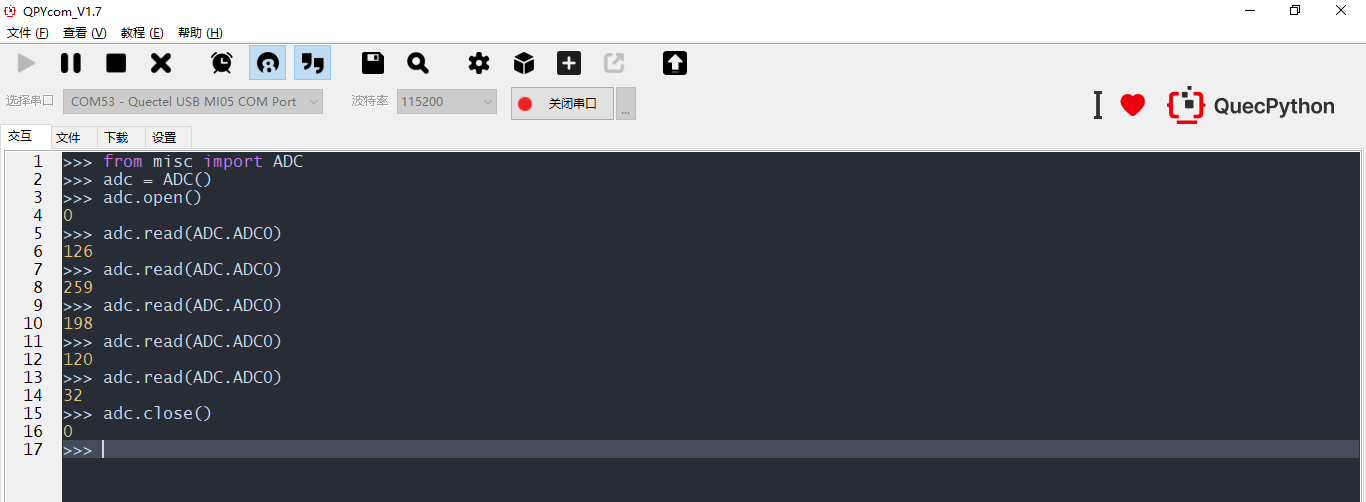 QPYcom_V1.7
文件 (F) 查看 (V) 教程 (E) 帮助 (H)
选择串口 COM53 - Quectel USB MI05 COM Port 波特率 115200 关闭串口 ... I QuecPython
交互 文件 下载 设置
1 >>> from misc import ADC
2 >>> adc = ADC()
3 >>> adc.open()
4 0
5 >>> adc.read(ADC.ADC0)
6 126
7 >>> adc.read(ADC.ADC0)
8 259
9 >>> adc.read(ADC.ADC0)
10 198
11 >>> adc.read(ADC.ADC0)
12 120
13 >>> adc.read(ADC.ADC0)
14 32
15 >>> adc.close()
16 0
17 >>>